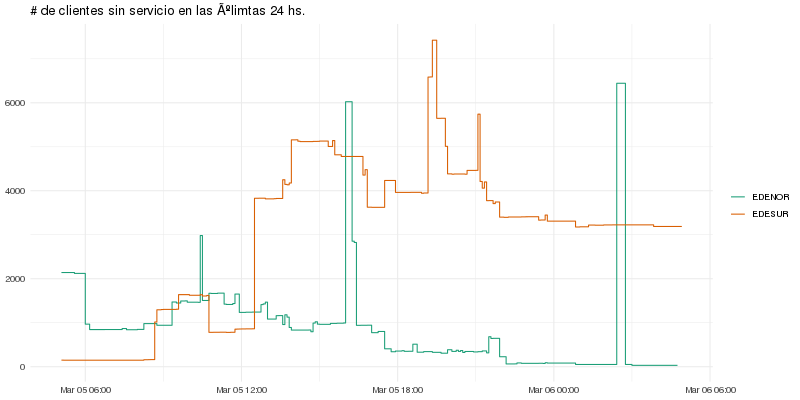 # de clientes sin servicio en las Ãºlimtas 24 hs.
6000
4000
2000
0
Mar 05 06:00
Mar 05 12:00
Mar 05 18:00
Mar 06 00:00
Mar 06 06:00
EDENOR
EDESUR